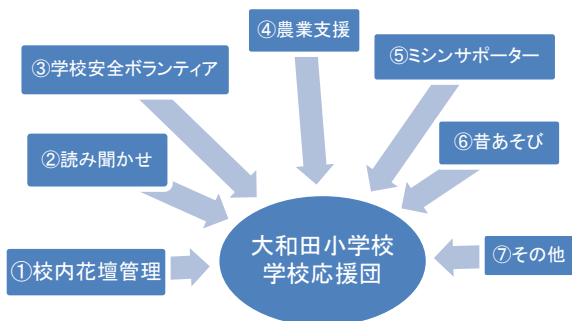 ①校内花壇管理
②読み聞かせ
③学校安全ボランティア
④農業支援
⑤ミシンサポーター
⑥昔あそび
⑦その他
大和田小学校
学校応援団